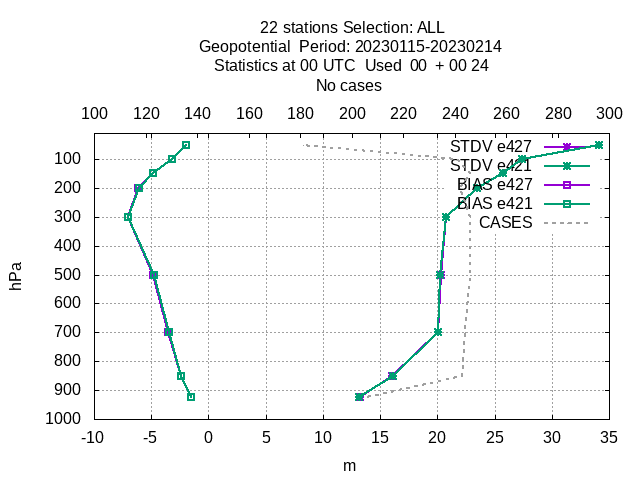 22 stations Selection: ALL
Geopotential  Period: 20230115-20230214
Statistics at 00 UTC  Used  00  + 00 24
No cases
100 120 140 160 180 200 220 240 260 280 300
STDV e427
STDV e421
BIAS e427
BIAS e421
CASES
100
200
300
400
500
600
700
800
900
1000
hPa
-10 -5 0 5 10 15 20 25 30 35
m